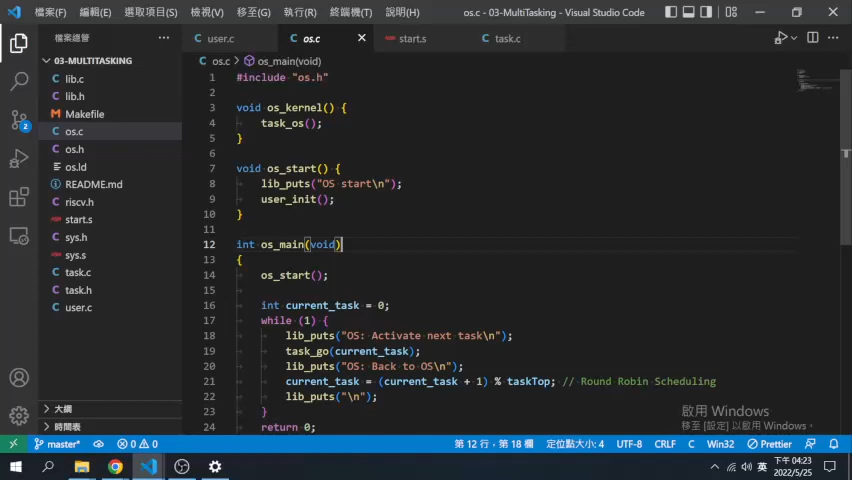 檔案(F) 編輯(E) 選取項目(S) 檢視(V) 移至(G) 執行(R) 終端機(T) 說明(H) os.c - 03-MultiTasking - Visual Studio Code
檔案總管 ...
user.c os.c start.s task.c
os.c > os_main(void)
03-MULTITASKING
lib.c
lib.h
Makefile
os.c
os.h
os.ld
README.md
riscv.h
start.s
sys.h
sys.s
task.c
task.h
user.c
大綱
時間表
2
1 #include "os.h"
2
3 void os_kernel() {
4 task_os();
5 }
6
7 void os_start() {
8 lib_puts("OS start\n");
9 user_init();
10 }
11
12 int os_main(void)
13 {
14 os_start();
15
16 int current_task = 0;
17 while (1) {
18 lib_puts("OS: Activate next task\n");
19 task_go(current_task);
20 lib_puts("OS: Back to OS\n");
21 current_task = (current_task + 1) % taskTop; // Round Robin Scheduling
22 lib_puts("\n");
23 }
24 return 0;
啟用 Windows
移至 [設定] 以啟用 Windows。
master* 0 0 第 12 行，第 18 欄 定位點大小: 4 UTF-8 CRLF C Win32 Prettier
英 下午 04:23
2022/5/25